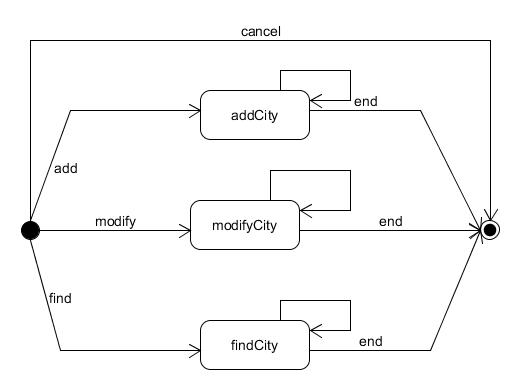 cancel
addCity
end
add
modify
modifyCity
end
find
findCity
end